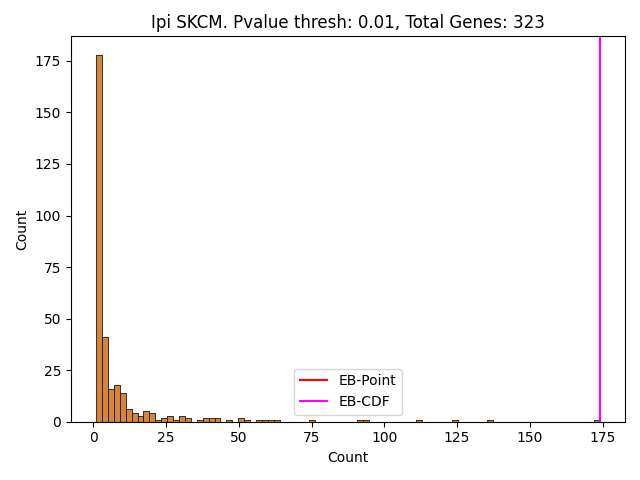 Ipi SKCM. Pvalue thresh: 0.01, Total Genes: 323
Count
175
150
125
100
75
50
25
0
EB-Point
EB-CDF
0 25 50 75 100 125 150 175
Count